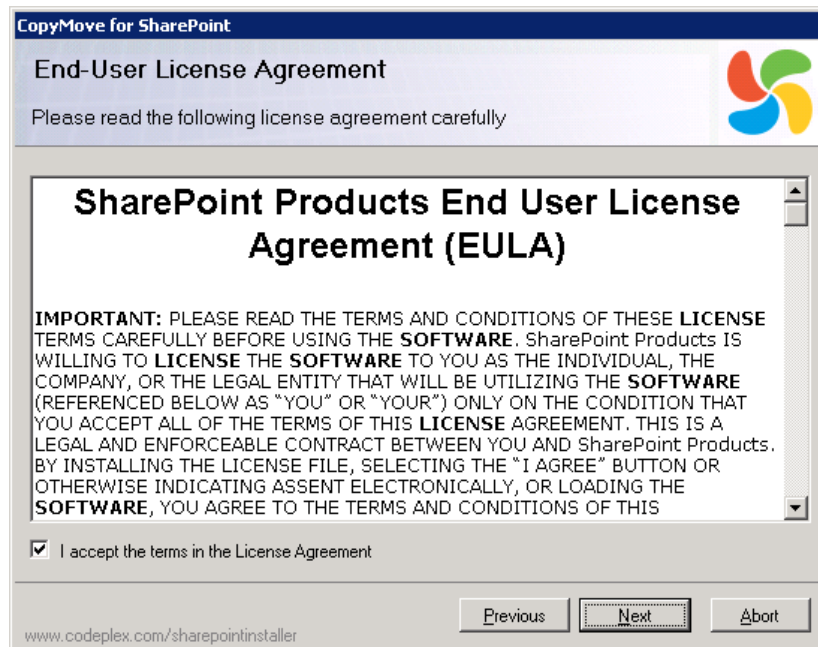 CopyMove for SharePoint
End-User License Agreement
Please read the following license agreement carefully
SharePoint Products End User License
Agreement (EULA)
IMPORTANT: PLEASE READ THE TERMS AND CONDITIONS OF THESE LICENSE
TERMS CAREFULLY BEFORE USING THE SOFTWARE. SharePoint Products IS
WILLING TO LICENSE THE SOFTWARE TO YOU AS THE INDIVIDUAL, THE
COMPANY, OR THE LEGAL ENTITY THAT WILL BE UTILIZING THE SOFTWARE
(REFERENCED BELOW AS “YOU” OR “YOUR”) ONLY ON THE CONDITION THAT
YOU ACCEPT ALL OF THE TERMS OF THIS LICENSE AGREEMENT. THIS IS A
LEGAL AND ENFORCEABLE CONTRACT BETWEEN YOU AND SharePoint Products.
BY INSTALLING THE LICENSE FILE, SELECTING THE “I AGREE” BUTTON OR
OTHERWISE INDICATING ASSENT ELECTRONICALLY, OR LOADING THE
SOFTWARE, YOU AGREE TO THE TERMS AND CONDITIONS OF THIS
I accept the terms in the License Agreement
Previous Next Abort
www.codeplex.com/sharepointinstaller